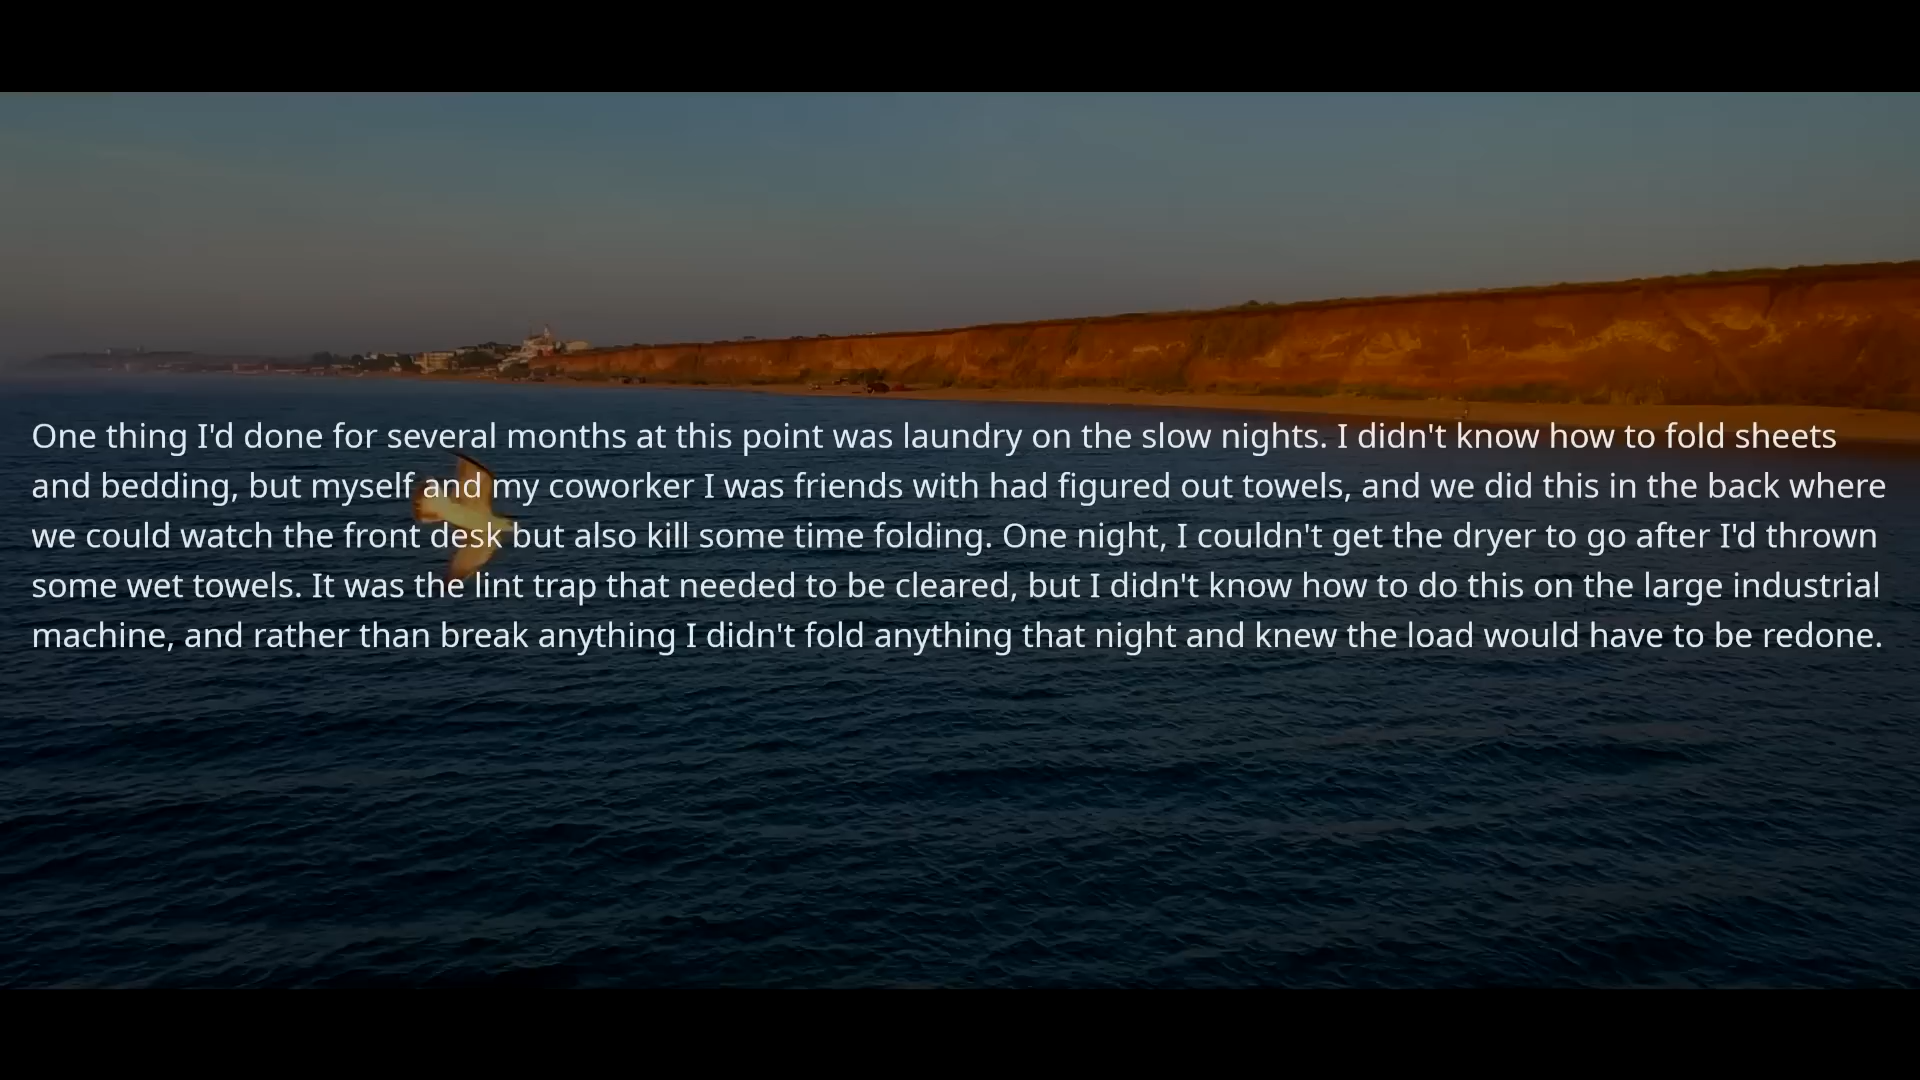 One thing I'd done for several months at this point was laundry on the slow nights. I didn't know how to fold sheets
and bedding, but myself and my coworker I was friends with had figured out towels, and we did this in the back where
we could watch the front desk but also kill some time folding. One night, I couldn't get the dryer to go after I'd thrown
some wet towels. It was the lint trap that needed to be cleared, but I didn't know how to do this on the large industrial
machine, and rather than break anything I didn't fold anything that night and knew the load would have to be redone.